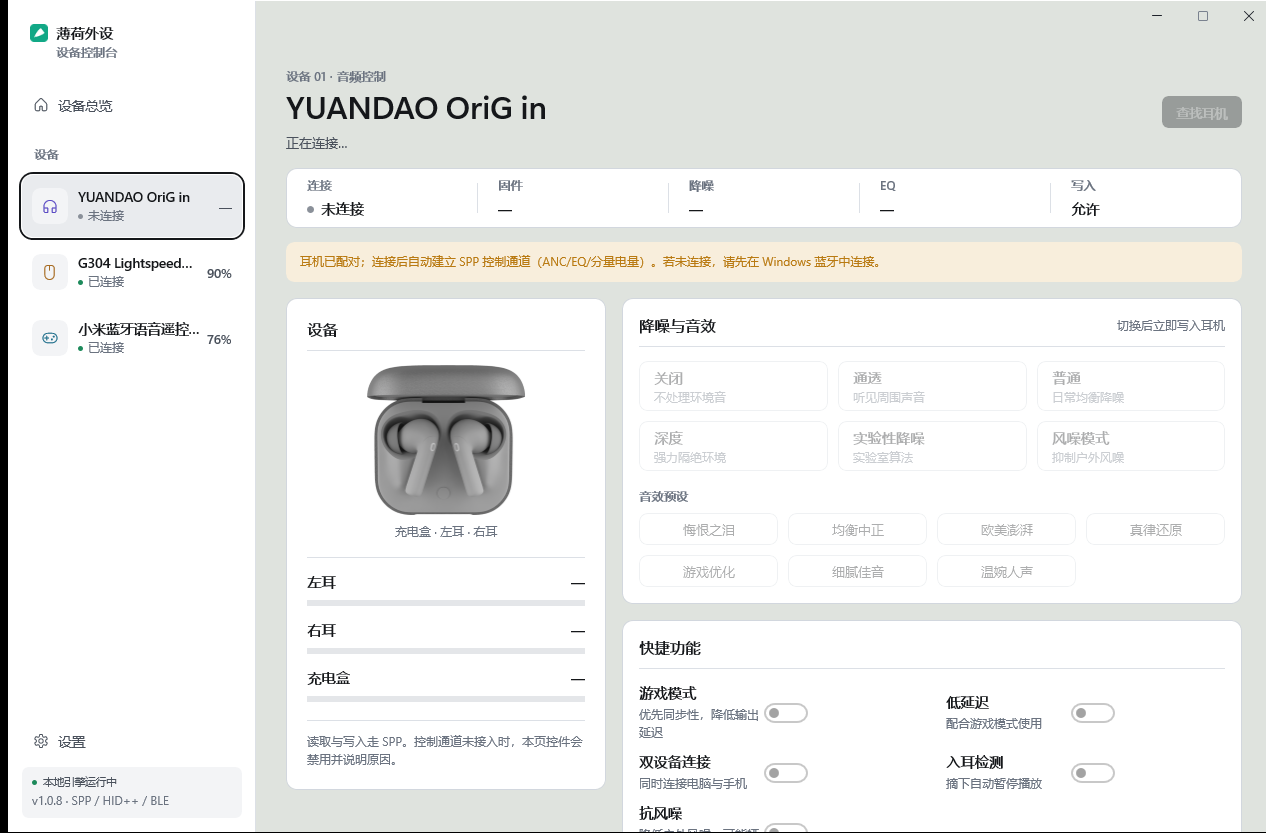 薄荷外设
设备控制台
设备总览
设备
YUANDAO OriG in
未连接
—
G304 Lightspeed...
已连接
90%
小米蓝牙语音遥控...
已连接
76%
设置
本地引擎运行中
v1.0.8 · SPP / HID++ / BLE
设备 01 · 音频控制
YUANDAO OriG in
正在连接...
查找耳机
连接
未连接
固件
—
降噪
—
EQ
—
写入
允许
耳机已配对；连接后自动建立 SPP 控制通道（ANC/EQ/分量电量）。若未连接，请先在 Windows 蓝牙中连接。
设备
充电盒 · 左耳 · 右耳
左耳 —
右耳 —
充电盒 —
读取与写入走 SPP。控制通道未接入时，本页控件会
禁用并说明原因。
降噪与音效
切换后立即写入耳机
关闭
不处理环境音
通透
听见周围声音
普通
日常均衡降噪
深度
强力隔绝环境
实验性降噪
实验室算法
风噪模式
抑制户外风噪
音效预设
悔恨之泪
均衡中正
欧美澎湃
真律还原
游戏优化
细腻佳音
温婉人声
快捷功能
游戏模式
优先同步性，降低输出
延迟
低延迟
配合游戏模式使用
双设备连接
同时连接电脑与手机
入耳检测
摘下自动暂停播放
抗风噪